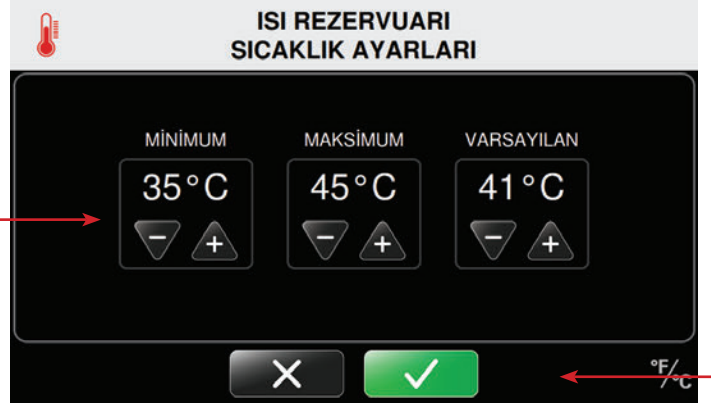 ISI REZERVUARI
SICAKLIK AYARLARI
MİNİMUM MAKSİMUM VARSAYILAN
35°C 45°C 41°C
- + - + - +
°F/°C